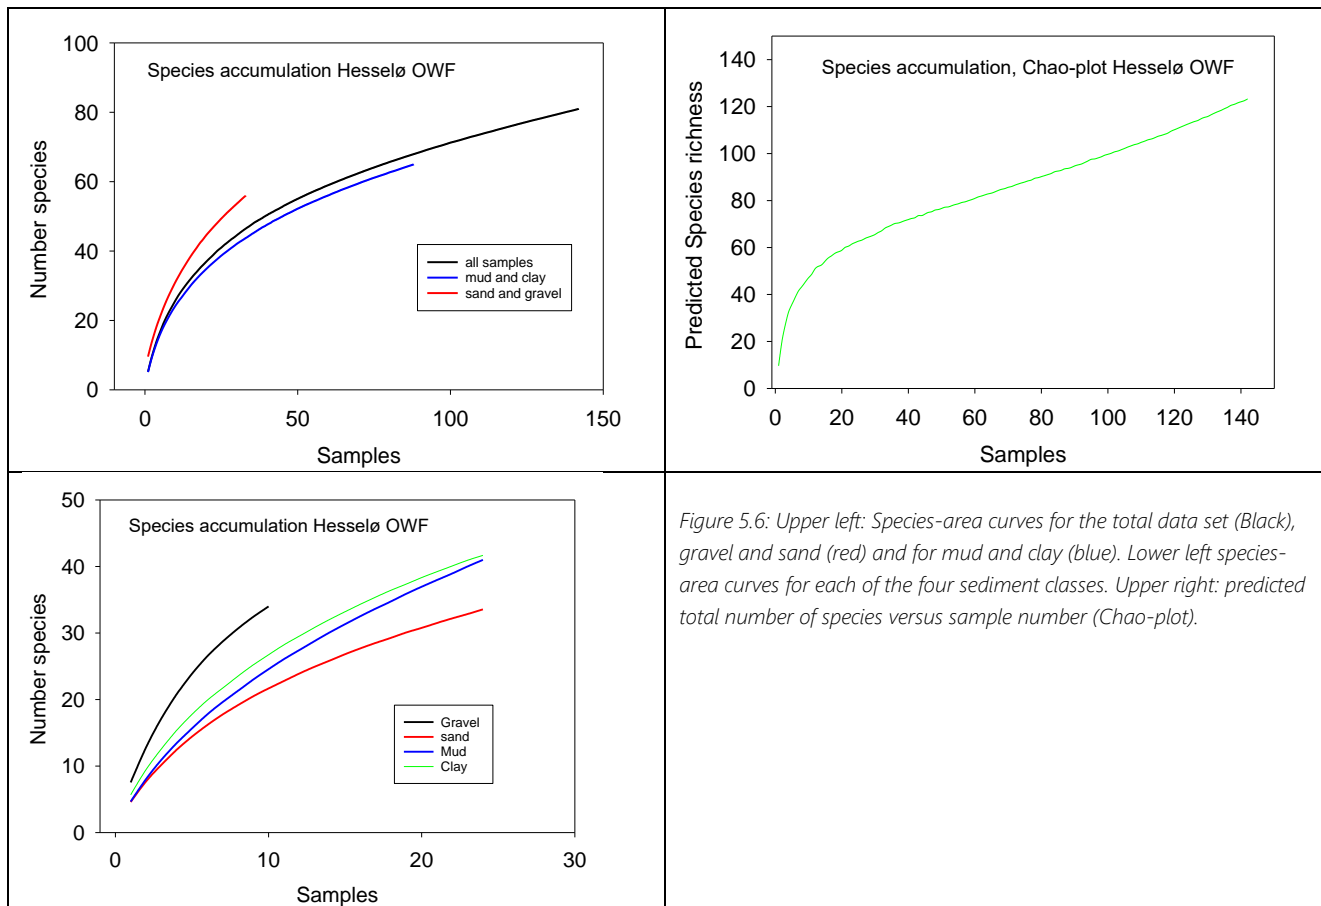 Species accumulation Hesselø OWF
Number species
100
80
60
40
20
0
all samples
mud and clay
sand and gravel
0 50 100 150
Samples
Species accumulation, Chao-plot Hesselø OWF
Predicted Species richness
140
120
100
80
60
40
20
0
0 20 40 60 80 100 120 140
Samples
Species accumulation Hesselø OWF
Number species
50
40
30
20
10
0
Gravel
sand
Mud
Clay
0 10 20 30
Samples
Figure 5.6: Upper left: Species-area curves for the total data set (Black),
gravel and sand (red) and for mud and clay (blue). Lower left species-
area curves for each of the four sediment classes. Upper right: predicted
total number of species versus sample number (Chao-plot).